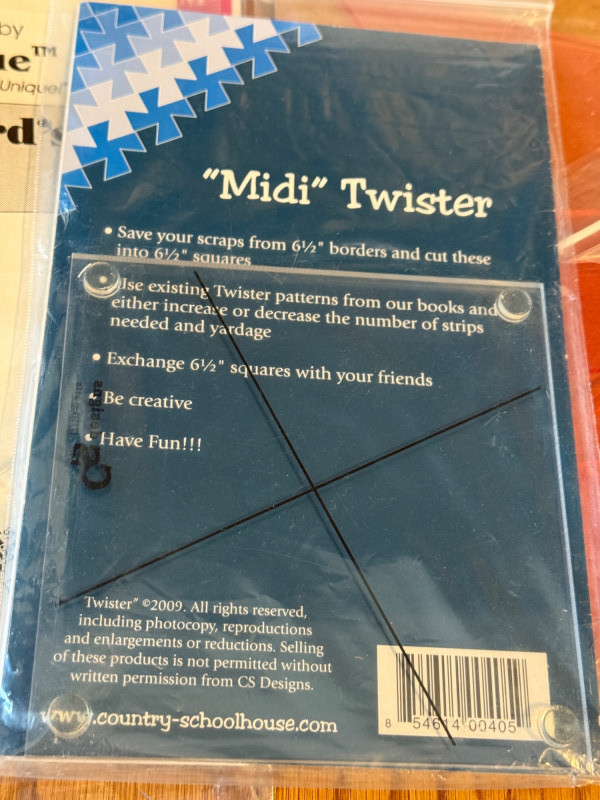 by
ue™
Unique!
rd's
"Midi" Twister
• Save your scraps from 6½" borders and cut these
into 6½" squares
Use existing Twister patterns from our books and
either increase or decrease the number of strips
needed and yardage
• Exchange 6½" squares with your friends
• Be creative
• Have Fun!!!
CS
Designs
Twister" ©2009. All rights reserved,
including photocopy, reproductions
and enlargements or reductions. Selling
of these products is not permitted without
written permission from CS Designs.
www.country-schoolhouse.com
8 54614 00405